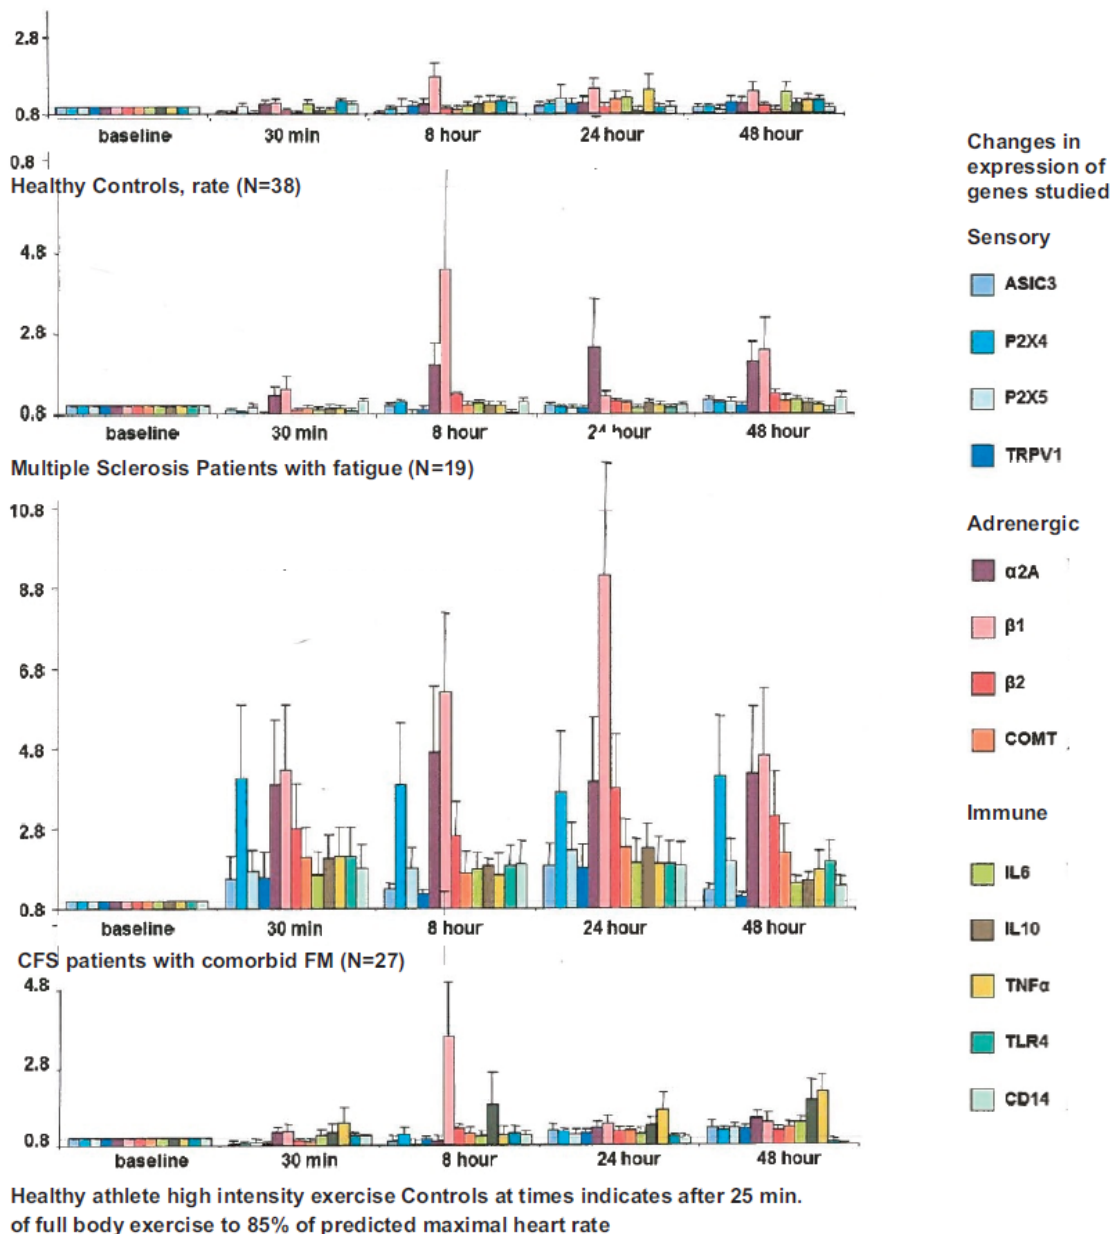 2.8
0.8
baseline 30 min 8 hour 24 hour 48 hour
0.8
Healthy Controls, rate (N=38)
4.8
2.8
0.8
baseline 30 min 8 hour 24 hour 48 hour
Multiple Sclerosis Patients with fatigue (N=19)
10.8
8.8
6.8
4.8
2.8
0.8
baseline 30 min 8 hour 24 hour 48 hour
CFS patients with comorbid FM (N=27)
4.8
2.8
0.8
baseline 30 min 8 hour 24 hour 48 hour
Healthy athlete high intensity exercise Controls at times indicates after 25 min.
of full body exercise to 85% of predicted maximal heart rate
Changes in
expression of
genes studied
Sensory
ASIC3
P2X4
P2X5
TRPV1
Adrenergic
α2A
β1
β2
COMT
Immune
IL6
IL10
TNFα
TLR4
CD14